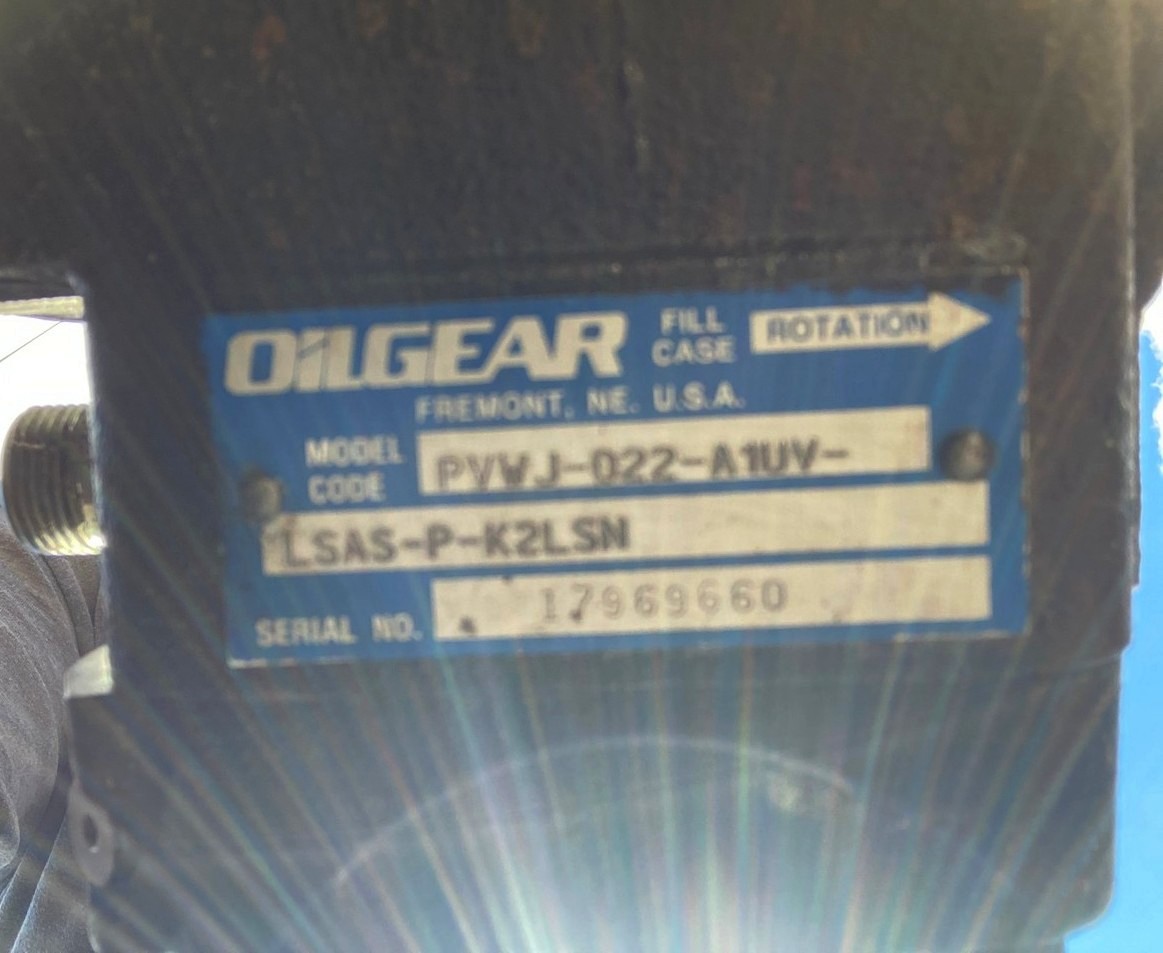 OilGEAR FILL CASE ROTATION
FREMONT, NE. U.S.A.
MODEL CODE PVWJ-022-A1UV-
LSAS-P-K2LSN
SERIAL NO. 17969660